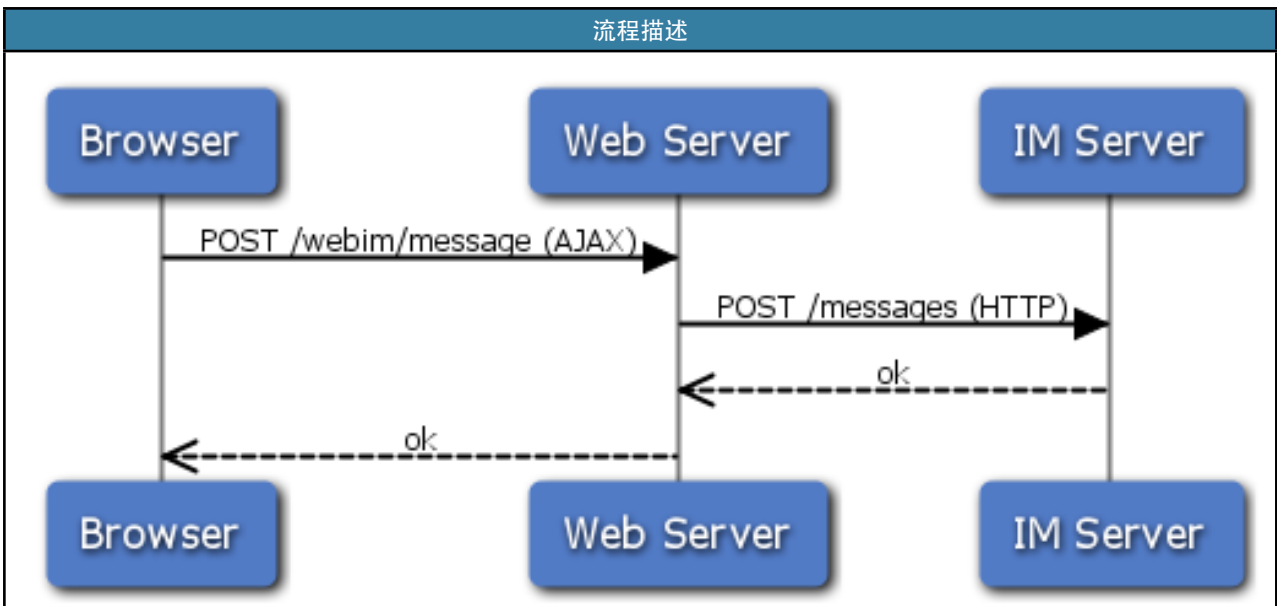 流程描述
Browser
Web Server
IM Server
POST /webim/message (AJAX)
POST /messages (HTTP)
ok
ok
Browser
Web Server
IM Server